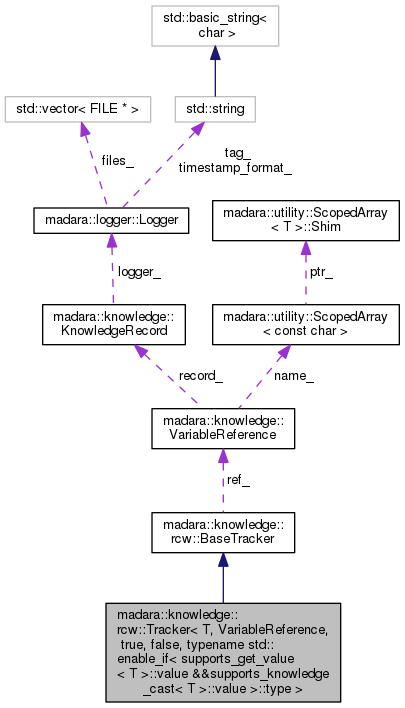 std::basic_string<
char >
std::vector< FILE * >
std::string
files_
tag_
timestamp_format_
madara::logger::Logger
madara::utility::ScopedArray
< T >::Shim
logger_
ptr_
madara::knowledge::
KnowledgeRecord
madara::utility::ScopedArray
< const char >
record_
name_
madara::knowledge::
VariableReference
ref_
madara::knowledge::
rcw::BaseTracker
madara::knowledge::
rcw::Tracker< T, VariableReference,
true, false, typename std::
enable_if< supports_get_value
< T >::value &&supports_knowledge
_cast< T >::value >::type >